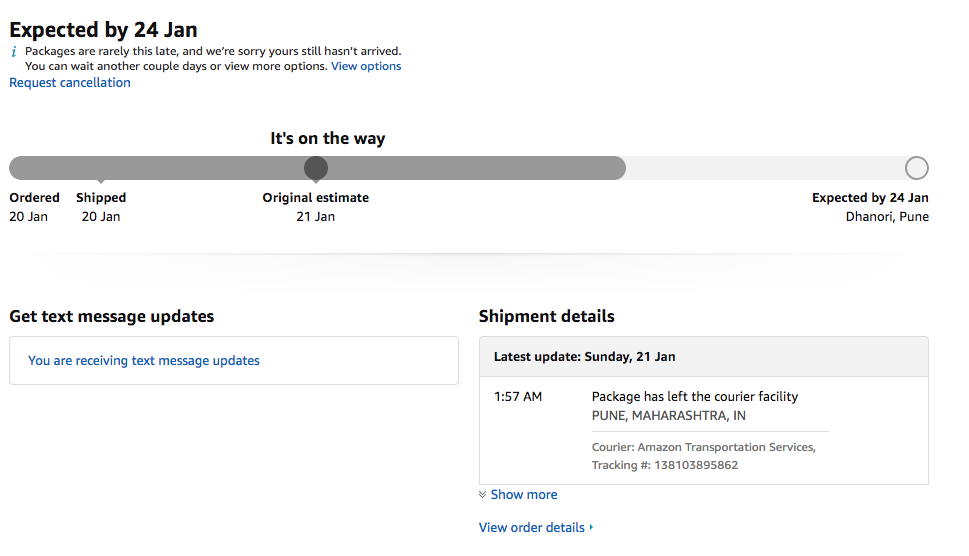 Expected by 24 Jan
i Packages are rarely this late, and we're sorry yours still hasn't arrived.
You can wait another couple days or view more options. View options
Request cancellation
It's on the way
Ordered
20 Jan
Shipped
20 Jan
Original estimate
21 Jan
Expected by 24 Jan
Dhanori, Pune
Get text message updates
You are receiving text message updates
Shipment details
Latest update: Sunday, 21 Jan
1:57 AM
Package has left the courier facility
PUNE, MAHARASHTRA, IN
Courier: Amazon Transportation Services,
Tracking #: 138103895862
Show more
View order details